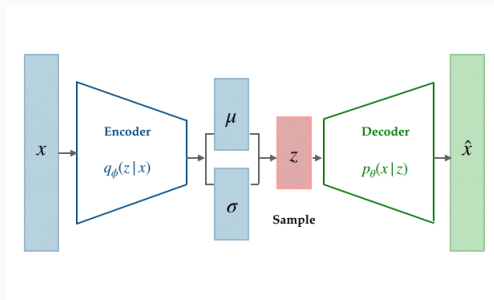 x
Encoder
qϕ(z|x)
μ
σ
z
Sample
Decoder
pθ(x|z)
x̂